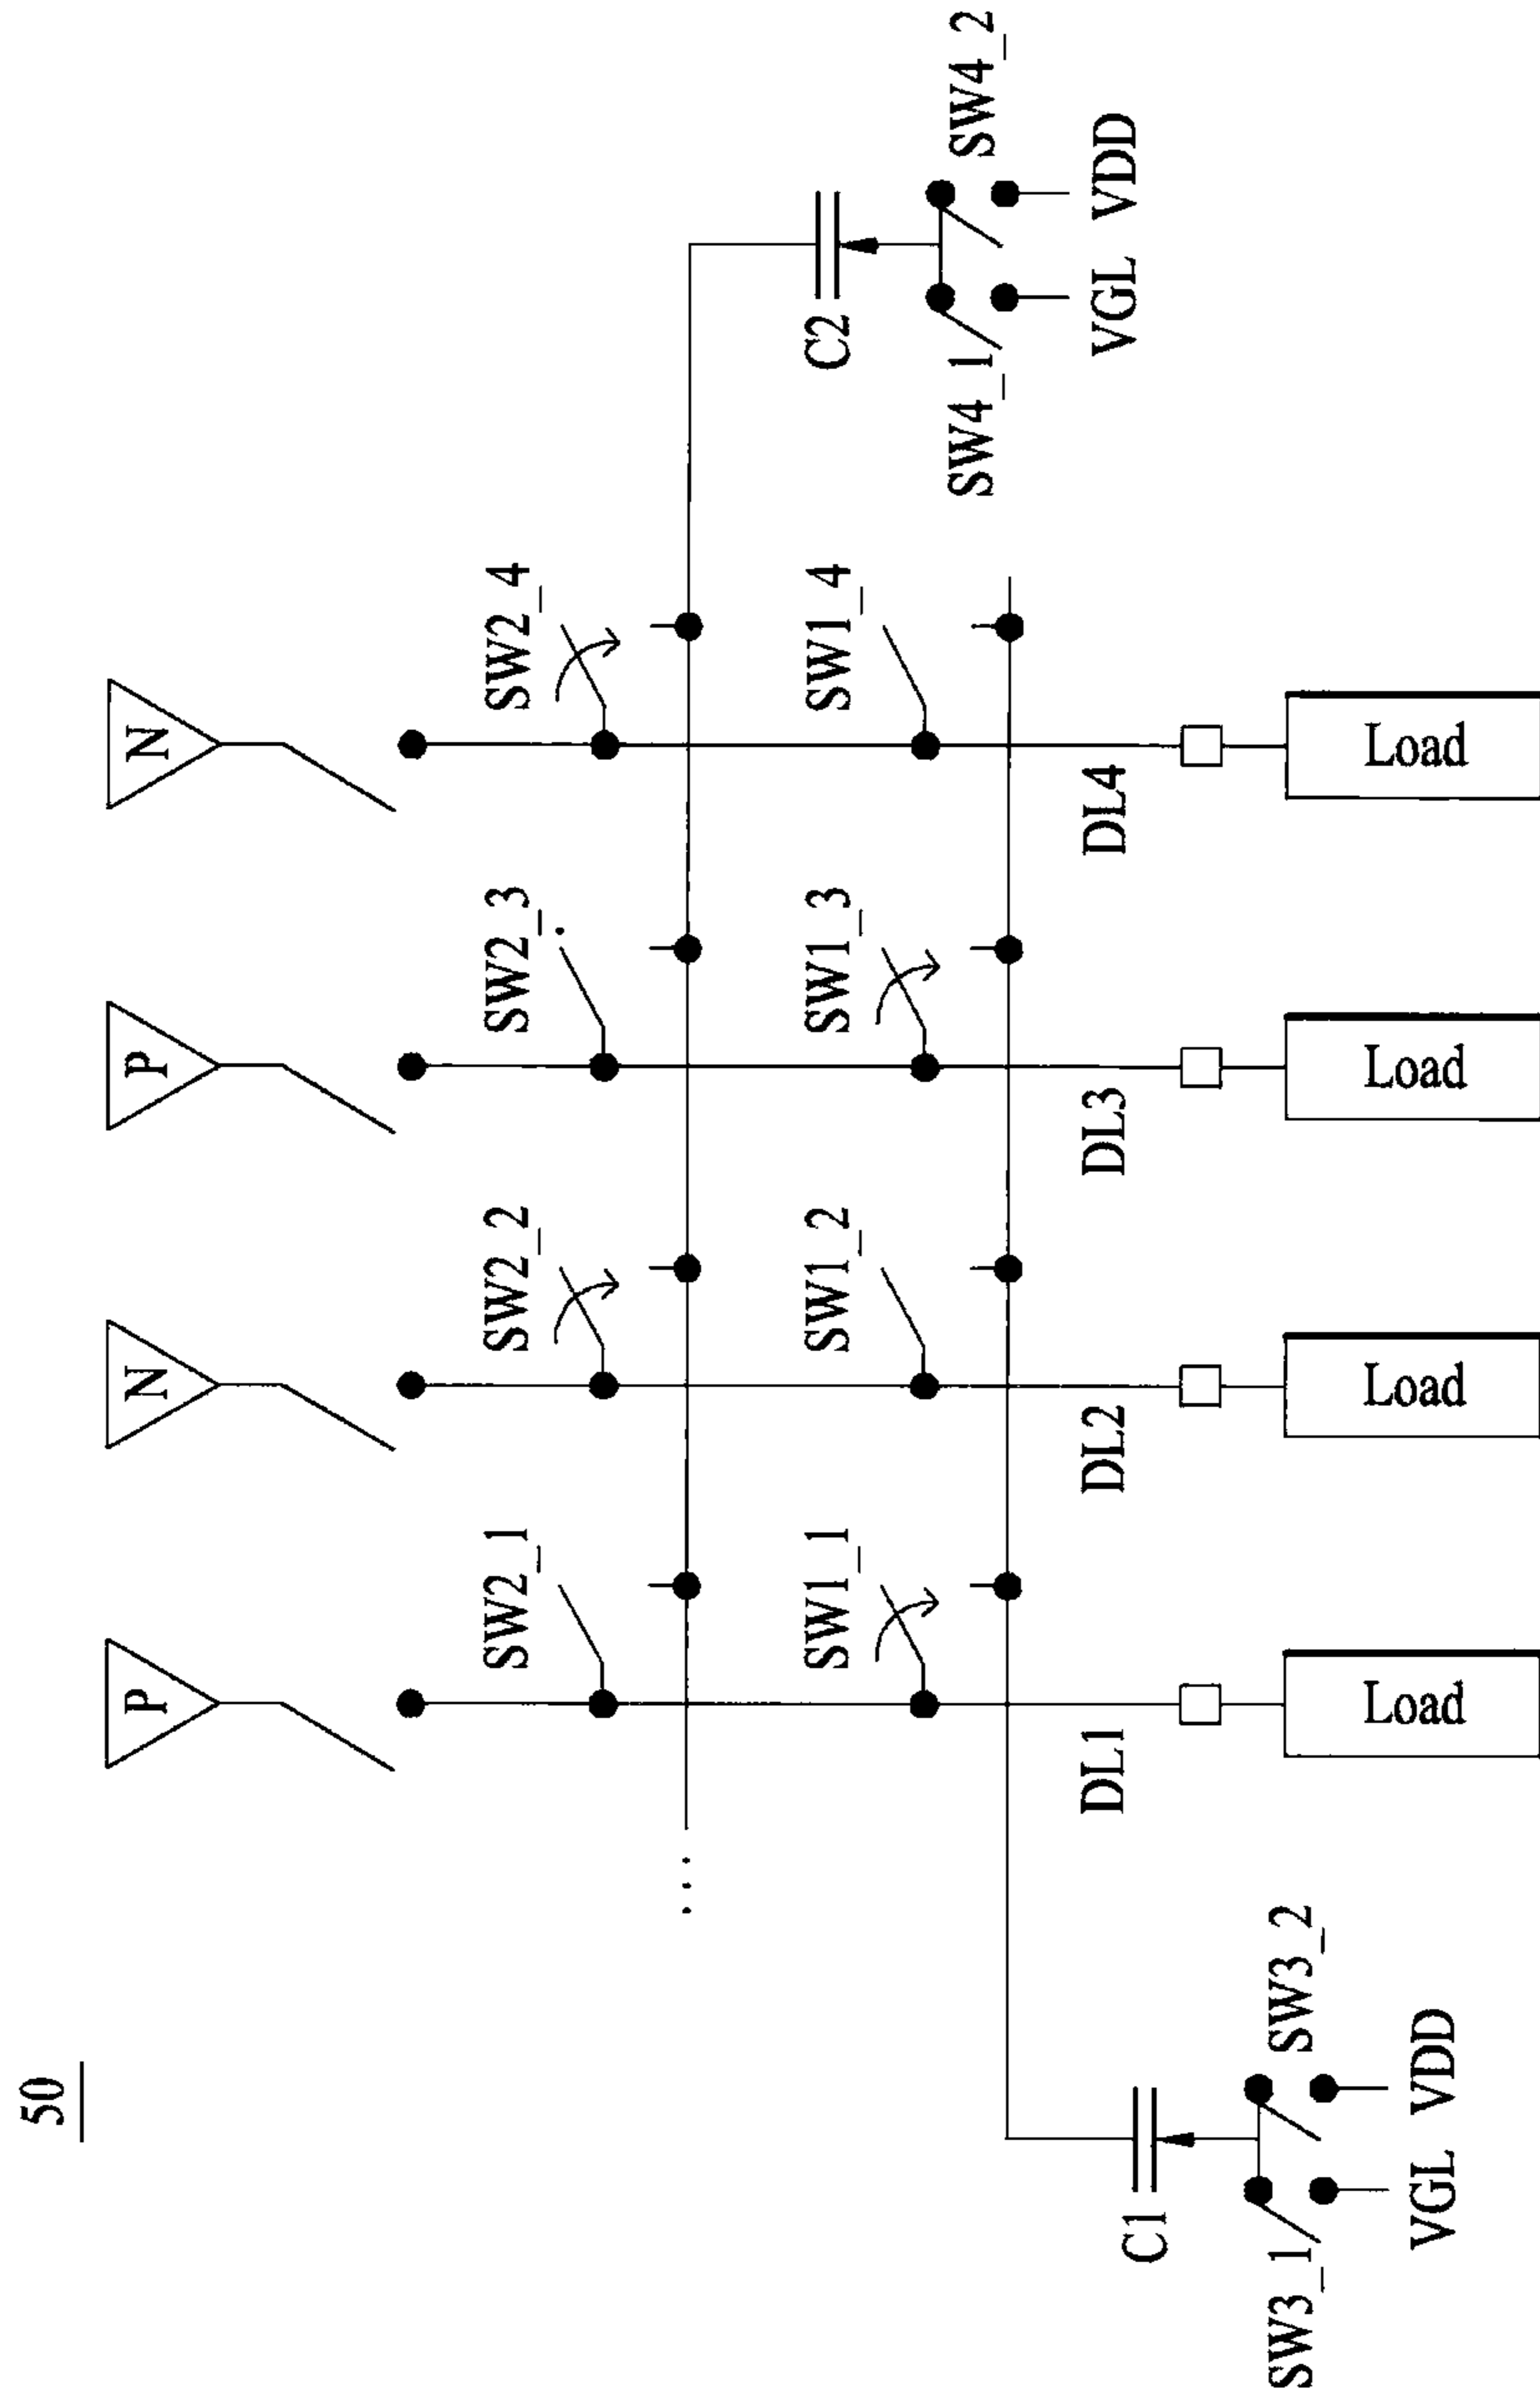 50
P
N
P
N
SW2_1
SW2_2
SW2_3
SW2_4
SW1_1
SW1_2
SW1_3
SW1_4
C2
SW4_1
SW4_2
VGL
VDD
...
DL1
DL2
DL3
DL4
C1
SW3_1
SW3_2
VGL
VDD
Load
Load
Load
Load